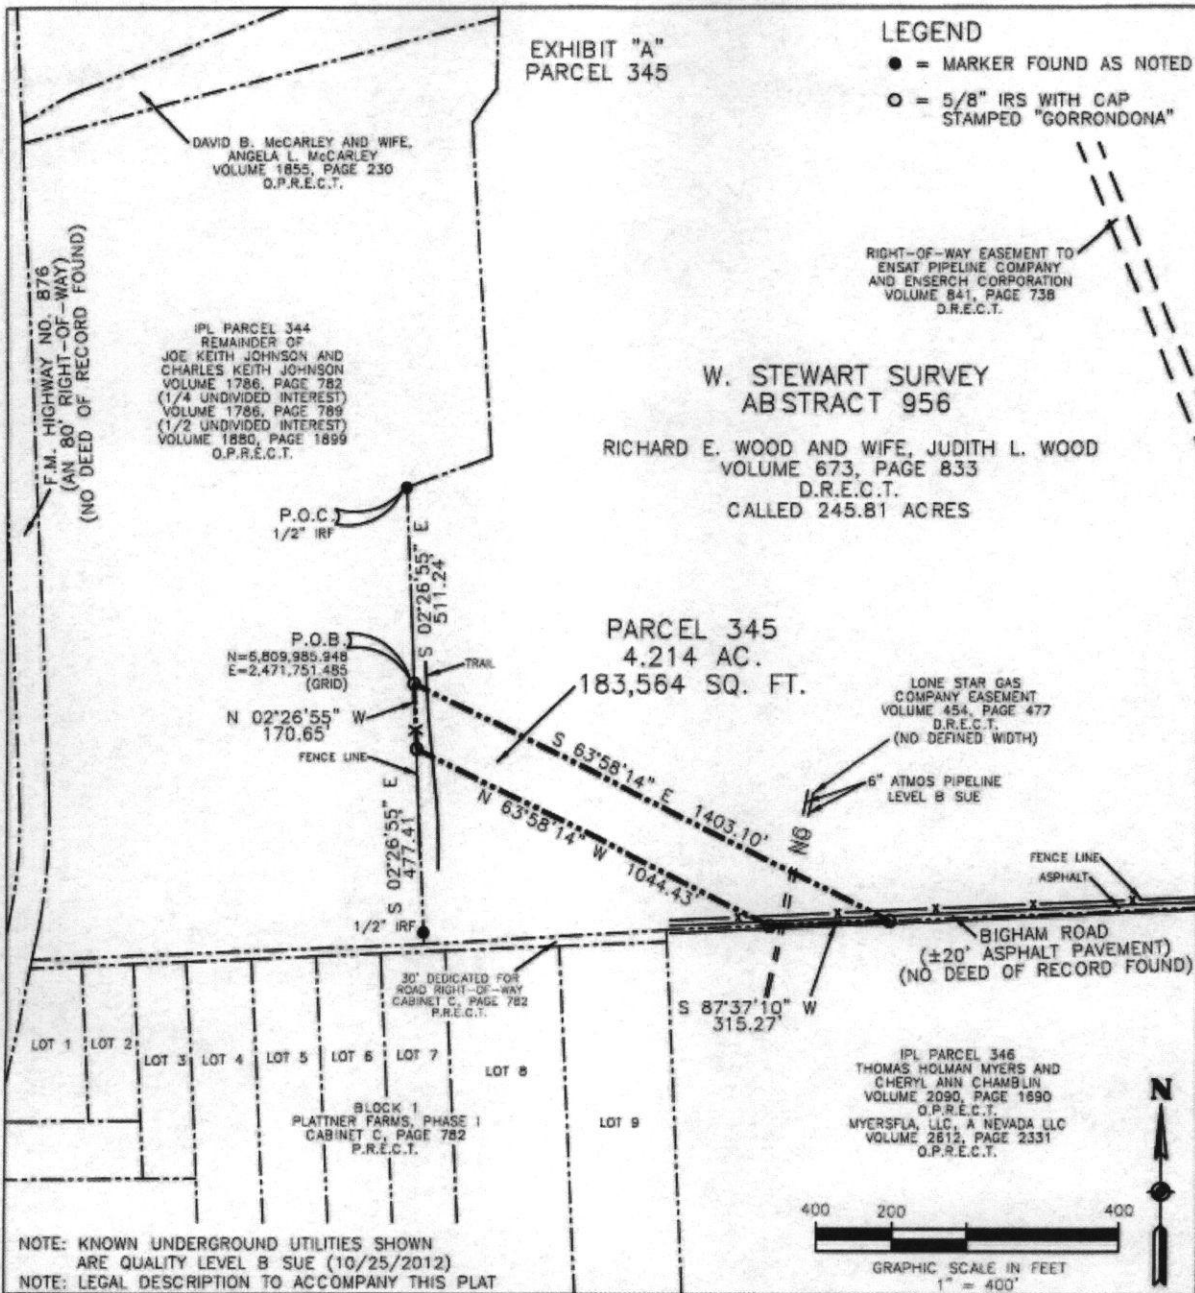 EXHIBIT "A"
PARCEL 345
LEGEND
● = MARKER FOUND AS NOTED
○ = 5/8" IRS WITH CAP
STAMPED "GORRONDONA"
DAVID B. McCARLEY AND WIFE,
ANGELA L. McCARLEY
VOLUME 1855, PAGE 230
O.P.R.E.C.T.
F.M. HIGHWAY NO. 876
(AN 80' RIGHT-OF-WAY)
(NO DEED OF RECORD FOUND)
RIGHT-OF-WAY EASEMENT TO
ENSAT PIPELINE COMPANY
AND ENSERCH CORPORATION
VOLUME 841, PAGE 738
D.R.E.C.T.
IPL PARCEL 344
REMAINDER OF
JOE KEITH JOHNSON AND
CHARLES KEITH JOHNSON
VOLUME 1786, PAGE 782
(1/4 UNDIVIDED INTEREST)
VOLUME 1786, PAGE 789
(1/2 UNDIVIDED INTEREST)
VOLUME 1880, PAGE 1899
O.P.R.E.C.T.
W. STEWART SURVEY
ABSTRACT 956
RICHARD E. WOOD AND WIFE, JUDITH L. WOOD
VOLUME 673, PAGE 833
D.R.E.C.T.
CALLED 245.81 ACRES
P.O.C.
1/2" IRF
S 02°26'55" E
511.24'
P.O.B.
N=6,809,985.948
E=2,471,751.485
(GRID)
TRAIL
PARCEL 345
4.214 AC.
183,564 SQ. FT.
N 02°26'55" W
170.65'
FENCE LINE
LONE STAR GAS
COMPANY EASEMENT
VOLUME 454, PAGE 477
D.R.E.C.T.
(NO DEFINED WIDTH)
6" ATMOS PIPELINE
LEVEL B SUE
S 63°58'14" E 1403.10'
N 63°58'14" W 1044.43'
S 02°26'55" E
477.41'
N9
FENCE LINE
ASPHALT
1/2" IRF
BIGHAM ROAD
(±20' ASPHALT PAVEMENT)
(NO DEED OF RECORD FOUND)
30' DEDICATED FOR
ROAD RIGHT-OF-WAY
CABINET C, PAGE 782
P.R.E.C.T.
S 87°37'10" W
315.27'
LOT 1
LOT 2
LOT 3
LOT 4
LOT 5
LOT 6
LOT 7
LOT 8
LOT 9
BLOCK 1
PLATTNER FARMS, PHASE 1
CABINET C, PAGE 782
P.R.E.C.T.
IPL PARCEL 346
THOMAS HOLMAN MYERS AND
CHERYL ANN CHAMBLIN
VOLUME 2090, PAGE 1690
O.P.R.E.C.T.
MYERSFLA, LLC, A NEVADA LLC
VOLUME 2612, PAGE 2331
O.P.R.E.C.T.
N
400 200 400
GRAPHIC SCALE IN FEET
1" = 400'
NOTE: KNOWN UNDERGROUND UTILITIES SHOWN
ARE QUALITY LEVEL B SUE (10/25/2012)
NOTE: LEGAL DESCRIPTION TO ACCOMPANY THIS PLAT